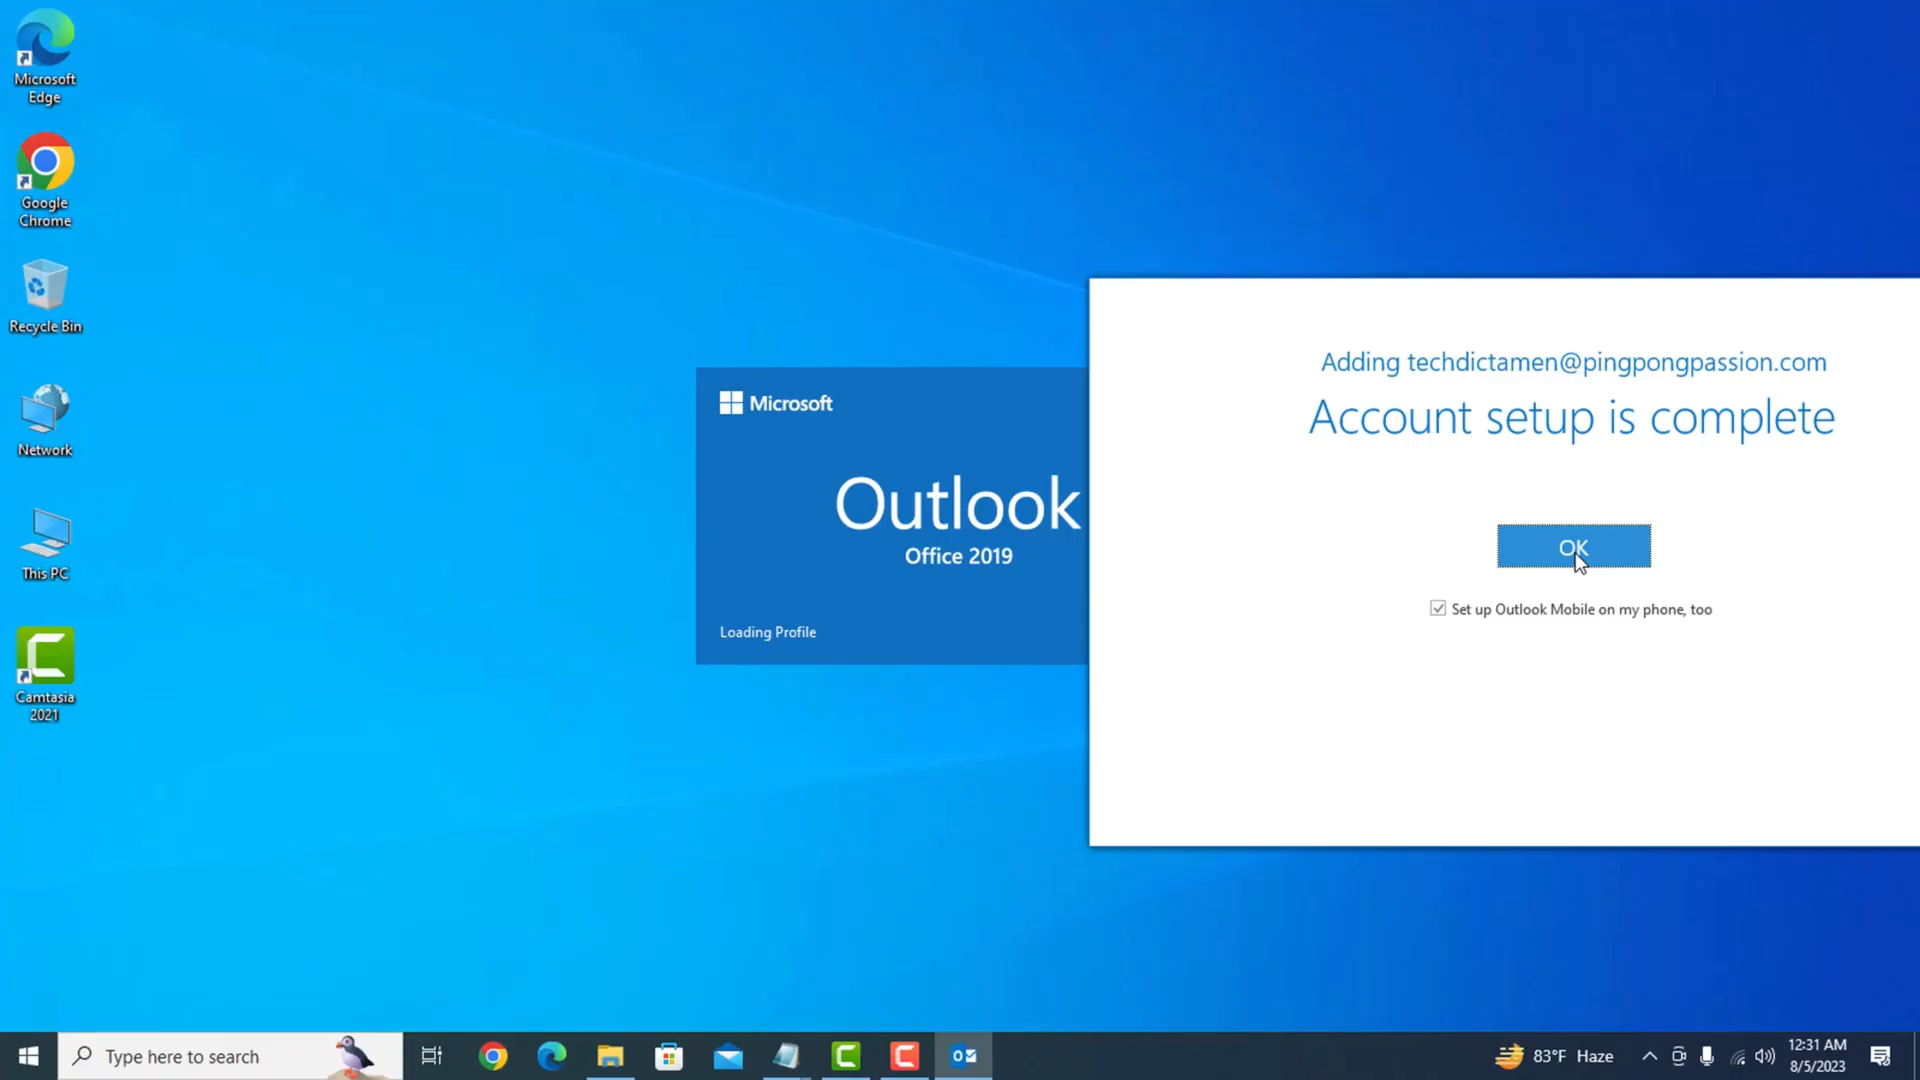 Microsoft
Edge
Google
Chrome
Recycle Bin
Network
This PC
Camtasia
2021
Microsoft
Outlook
Office 2019
Loading Profile
Adding techdictamen@pingpongpassion.com
Account setup is complete
OK
Set up Outlook Mobile on my phone, too
Type here to search
83°F Haze
12:31 AM
8/5/2023